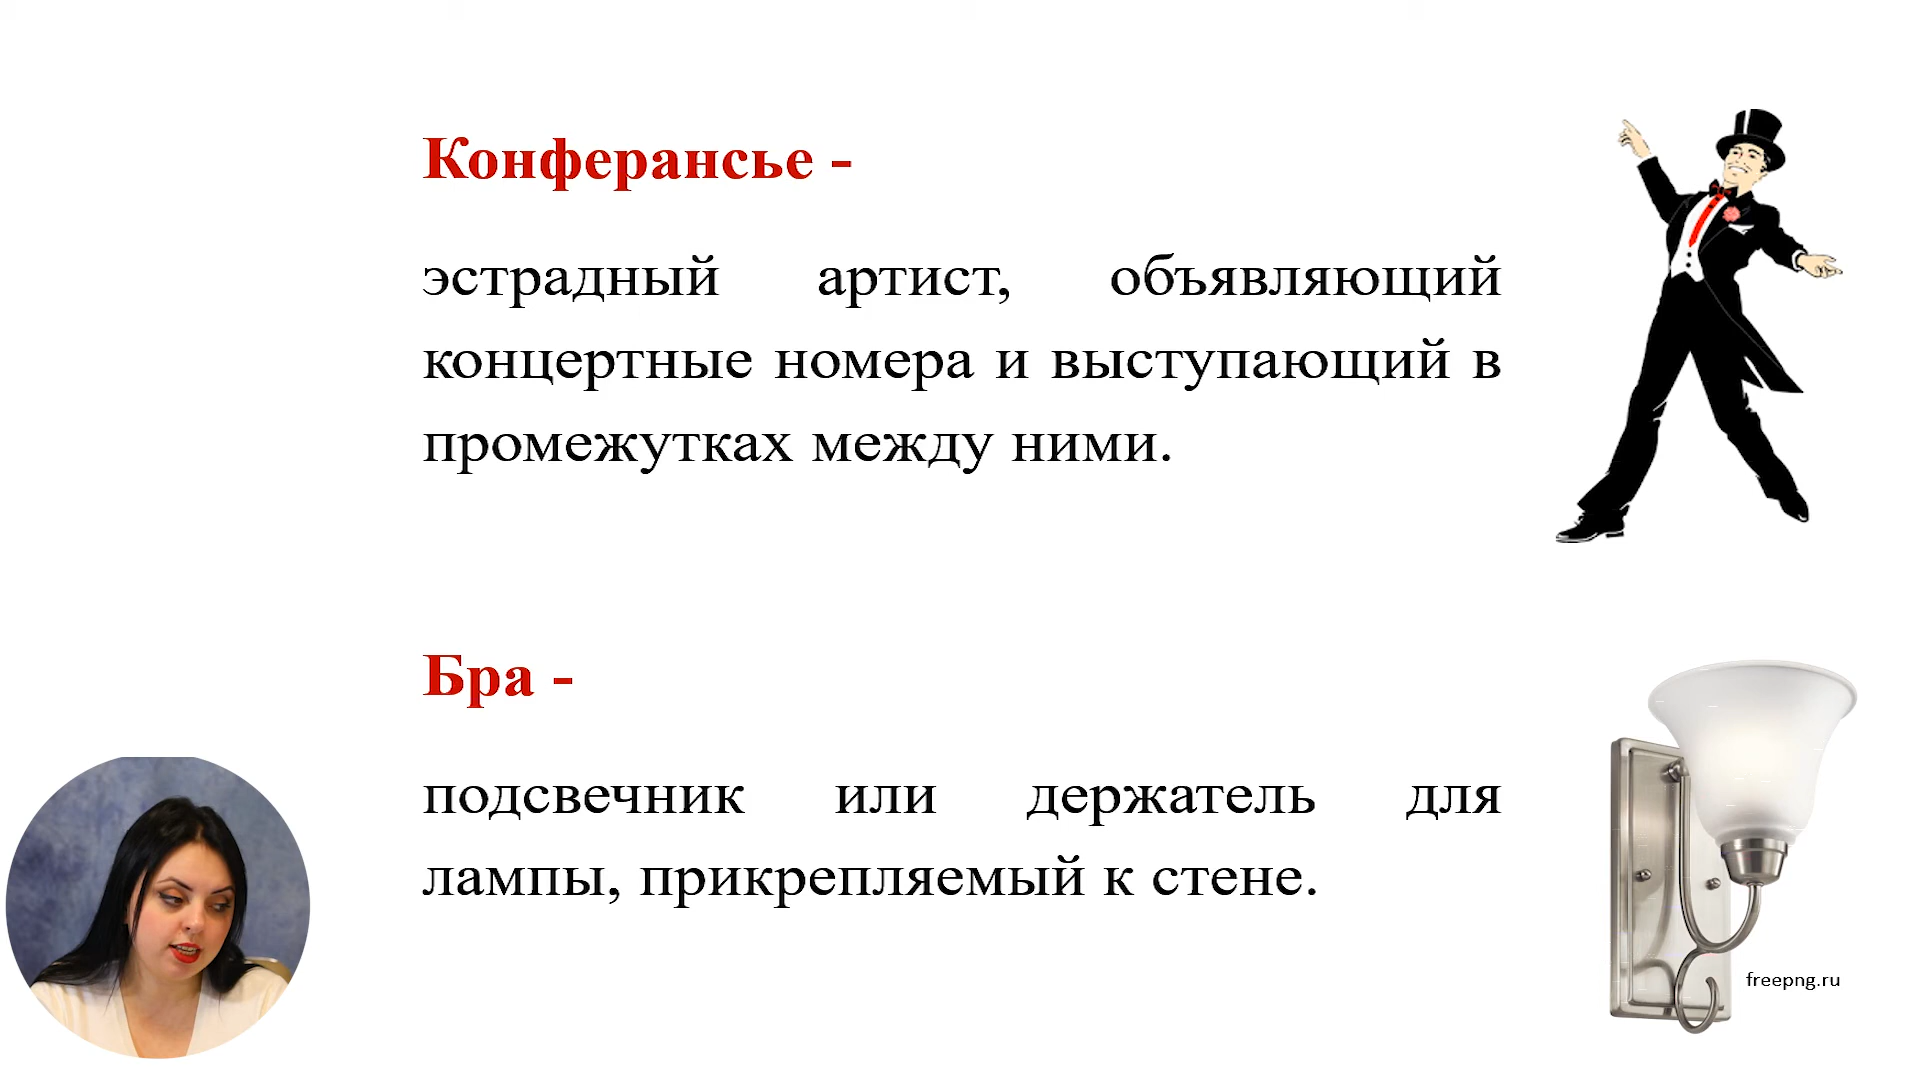 Конферансье -
эстрадный артист, объявляющий
концертные номера и выступающий в
промежутках между ними.
Бра -
подсвечник или держатель для
лампы, прикрепляемый к стене.
freepng.ru